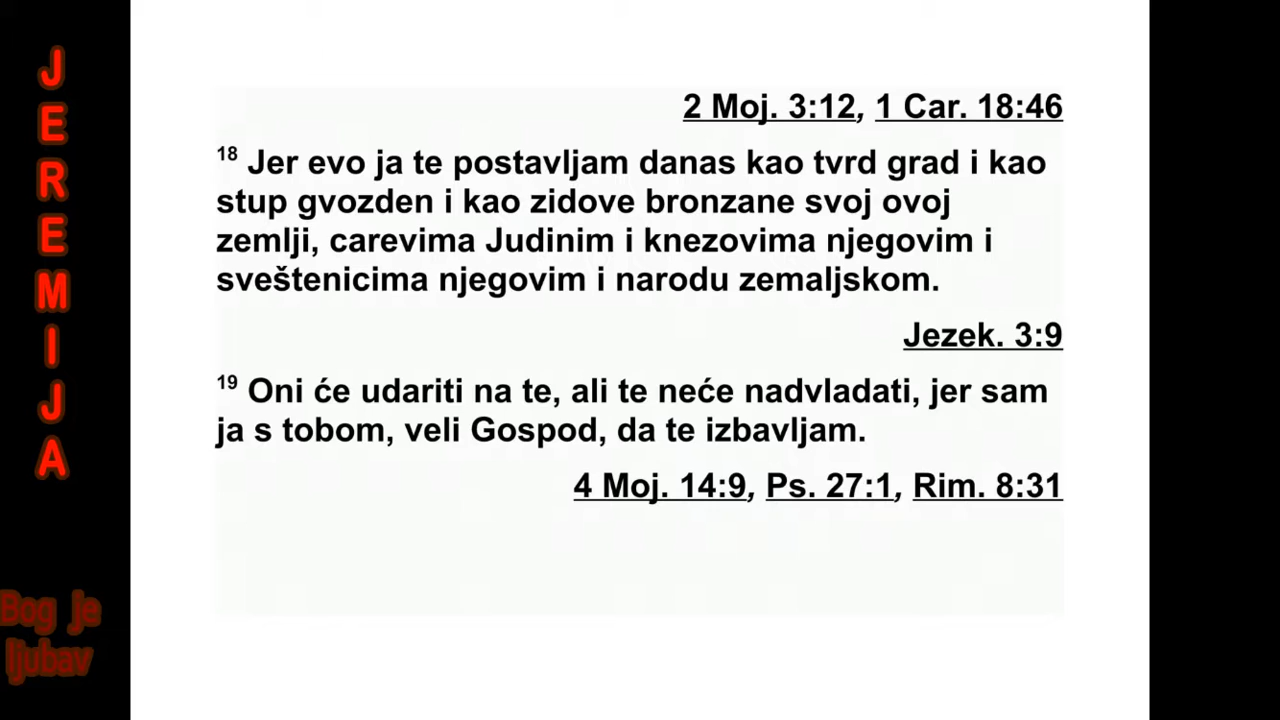 JEREMIJA
2 Moj. 3:12, 1 Car. 18:46
18 Jer evo ja te postavljam danas kao tvrd grad i kao
stup gvozden i kao zidove bronzane svoj ovoj
zemlji, carevima Judinim i knezovima njegovim i
sveštenicima njegovim i narodu zemaljskom.
Jezek. 3:9
19 Oni će udariti na te, ali te neće nadvladati, jer sam
ja s tobom, veli Gospod, da te izbavljam.
4 Moj. 14:9, Ps. 27:1, Rim. 8:31
Bog je
ljubav